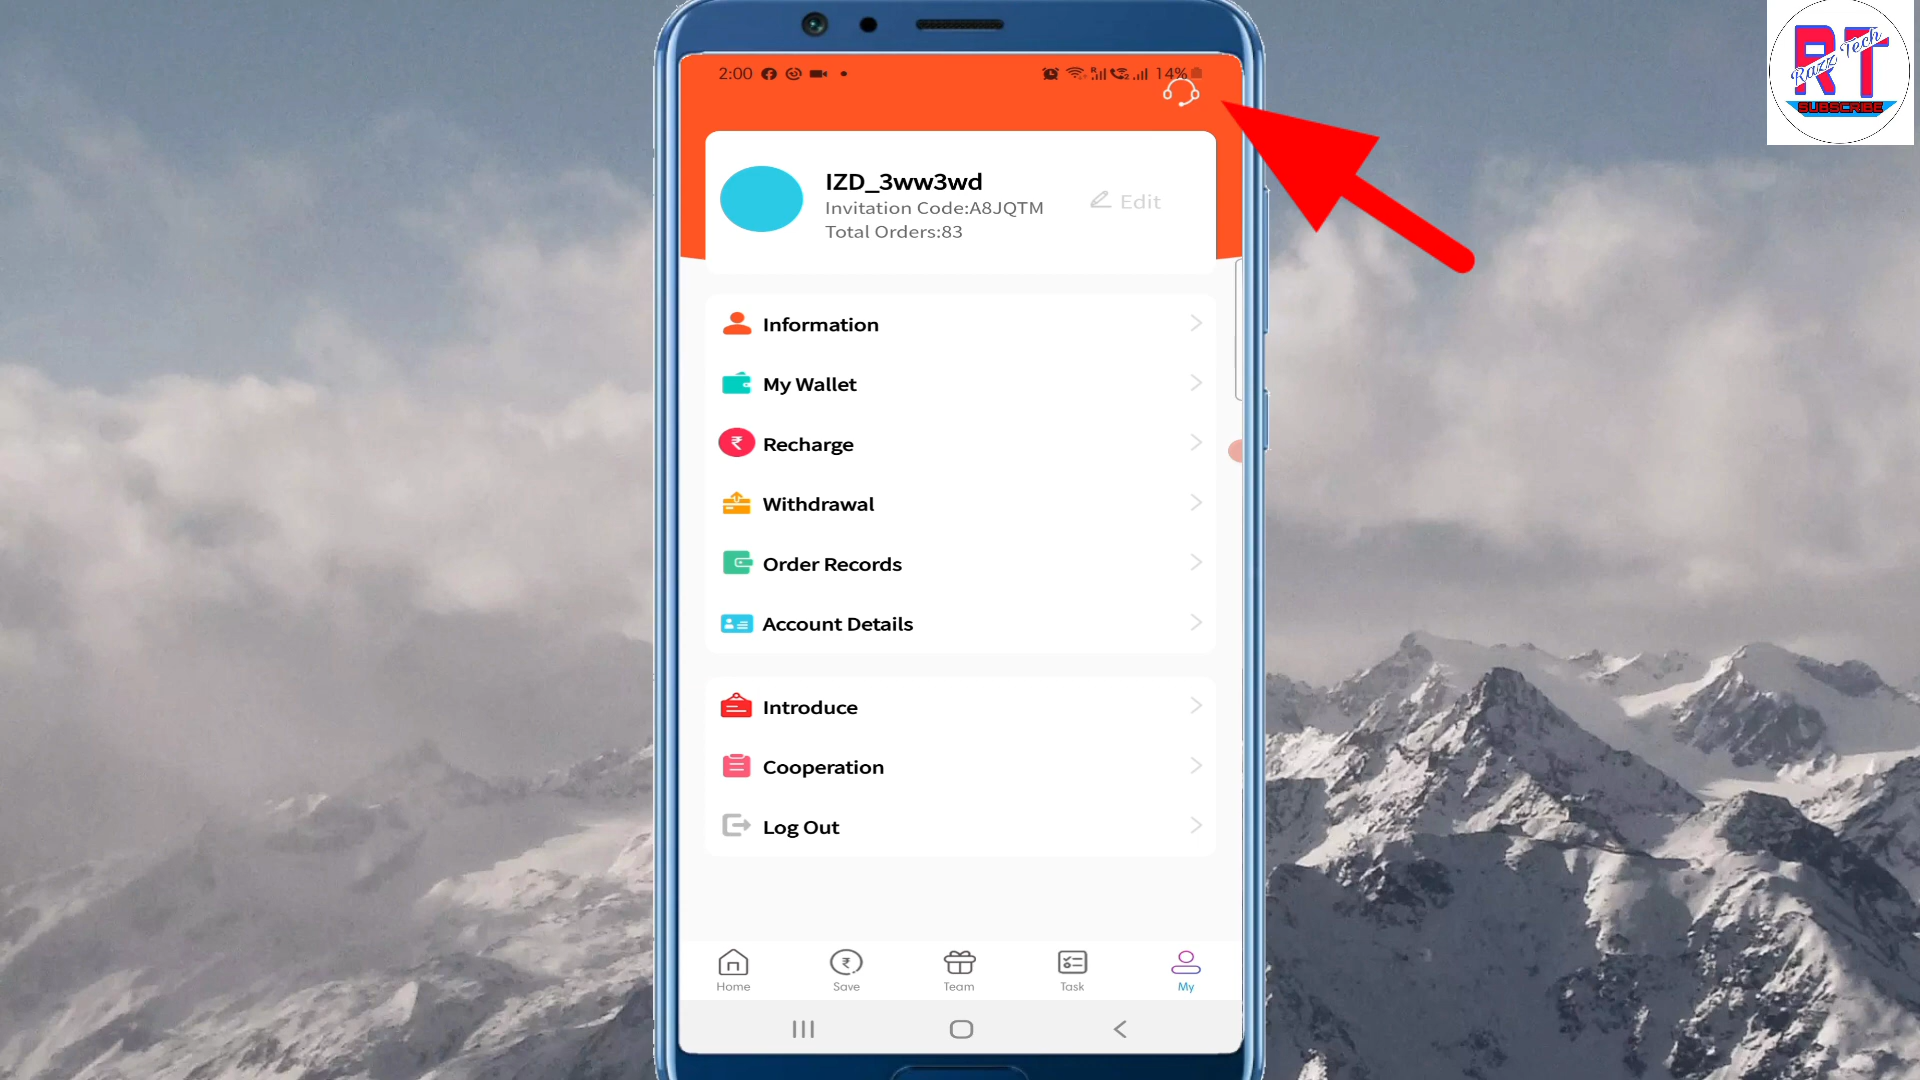 2:00
14%
RT
Razz Tech
SUBSCRIBE
IZD_3ww3wd
Invitation Code:A8JQTM
Total Orders:83
Edit
Information
My Wallet
Recharge
Withdrawal
Order Records
Account Details
Introduce
Cooperation
Log Out
Home
Save
Team
Task
My